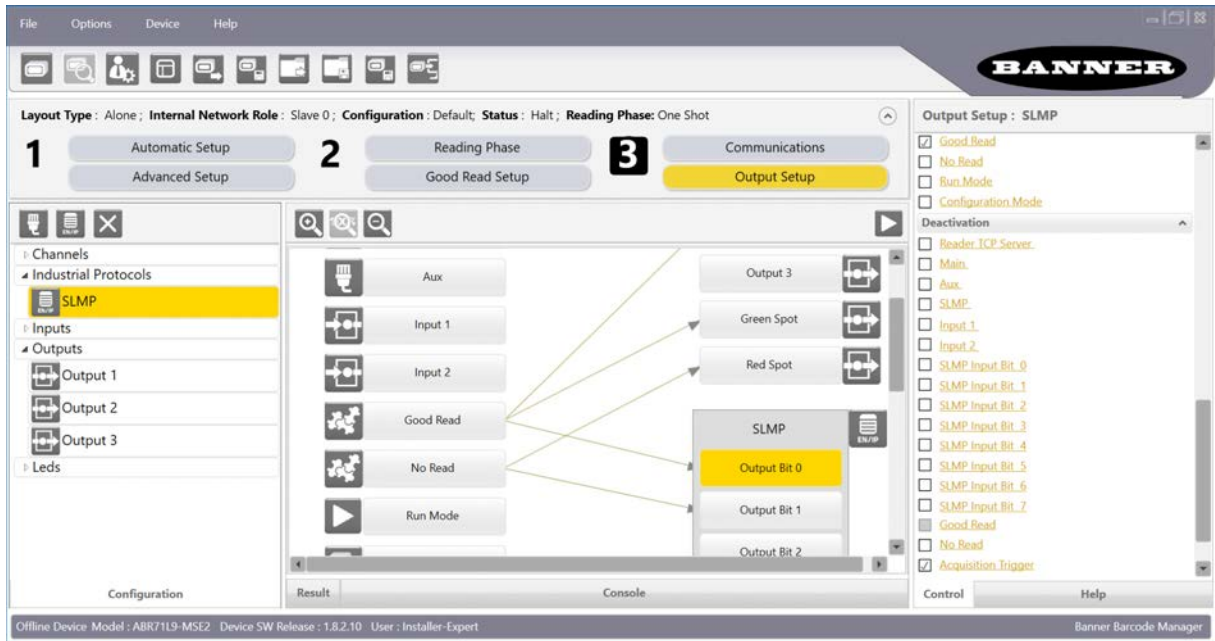 File Options Device Help
BANNER
Layout Type : Alone ; Internal Network Role : Slave 0 ; Configuration : Default; Status : Halt ; Reading Phase: One Shot
1 Automatic Setup 2 Reading Phase 3 Communications
Advanced Setup Good Read Setup Output Setup
EN/IP
Channels
Industrial Protocols
EN/IP SLMP
Inputs
Outputs
Output 1
Output 2
Output 3
Leds
Configuration
Aux
Input 1
Input 2
Good Read
No Read
Run Mode
Output 3
Green Spot
Red Spot
SLMP EN/IP
Output Bit 0
Output Bit 1
Output Bit 2
Result Console
Output Setup : SLMP
Good Read
No Read
Run Mode
Configuration Mode
Deactivation
Reader TCP Server
Main
Aux
SLMP
Input 1
Input 2
SLMP Input Bit 0
SLMP Input Bit 1
SLMP Input Bit 2
SLMP Input Bit 3
SLMP Input Bit 4
SLMP Input Bit 5
SLMP Input Bit 6
SLMP Input Bit 7
Good Read
No Read
Acquisition Trigger
Control Help
Offline Device Model : ABR71L9-MSE2 Device SW Release : 1.8.2.10 User : Installer-Expert Banner Barcode Manager